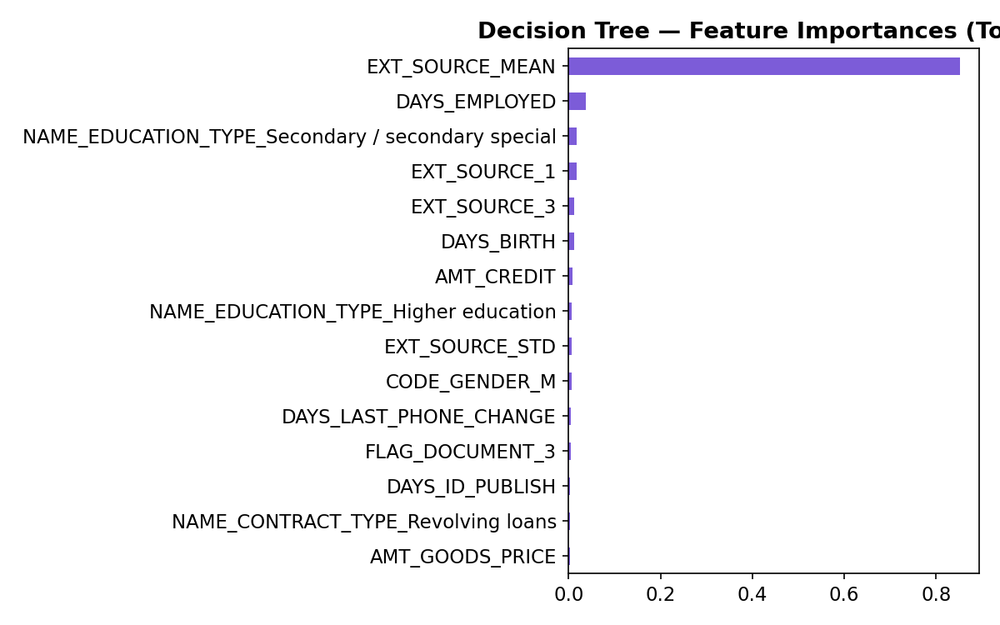 Decision Tree — Feature Importances (To
EXT_SOURCE_MEAN
DAYS_EMPLOYED
NAME_EDUCATION_TYPE_Secondary / secondary special
EXT_SOURCE_1
EXT_SOURCE_3
DAYS_BIRTH
AMT_CREDIT
NAME_EDUCATION_TYPE_Higher education
EXT_SOURCE_STD
CODE_GENDER_M
DAYS_LAST_PHONE_CHANGE
FLAG_DOCUMENT_3
DAYS_ID_PUBLISH
NAME_CONTRACT_TYPE_Revolving loans
AMT_GOODS_PRICE
0.0 0.2 0.4 0.6 0.8